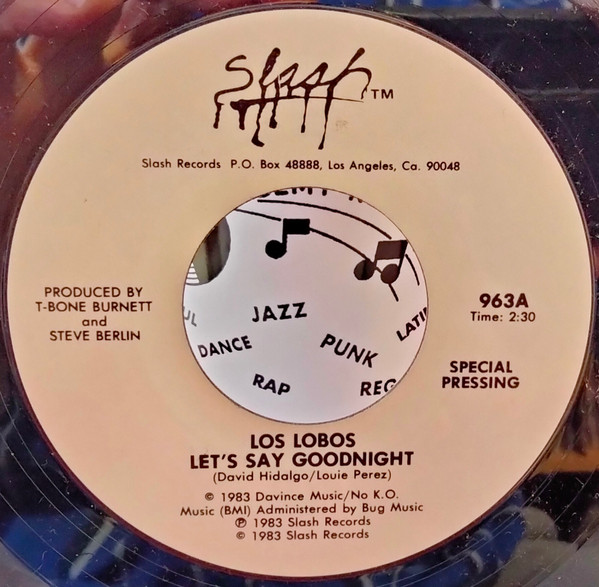 Slash TM
Slash Records P.O. Box 48888, Los Angeles, Ca. 90048
PRODUCED BY
T-BONE BURNETT
and
STEVE BERLIN
JAZZ
DANCE
PUNK
RAP
963A
Time: 2:30
SPECIAL
PRESSING
LOS LOBOS
LET'S SAY GOODNIGHT
(David Hidalgo/Louie Perez)
© 1983 Davince Music/No K.O.
Music (BMI) Administered by Bug Music
℗ 1983 Slash Records
© 1983 Slash Records